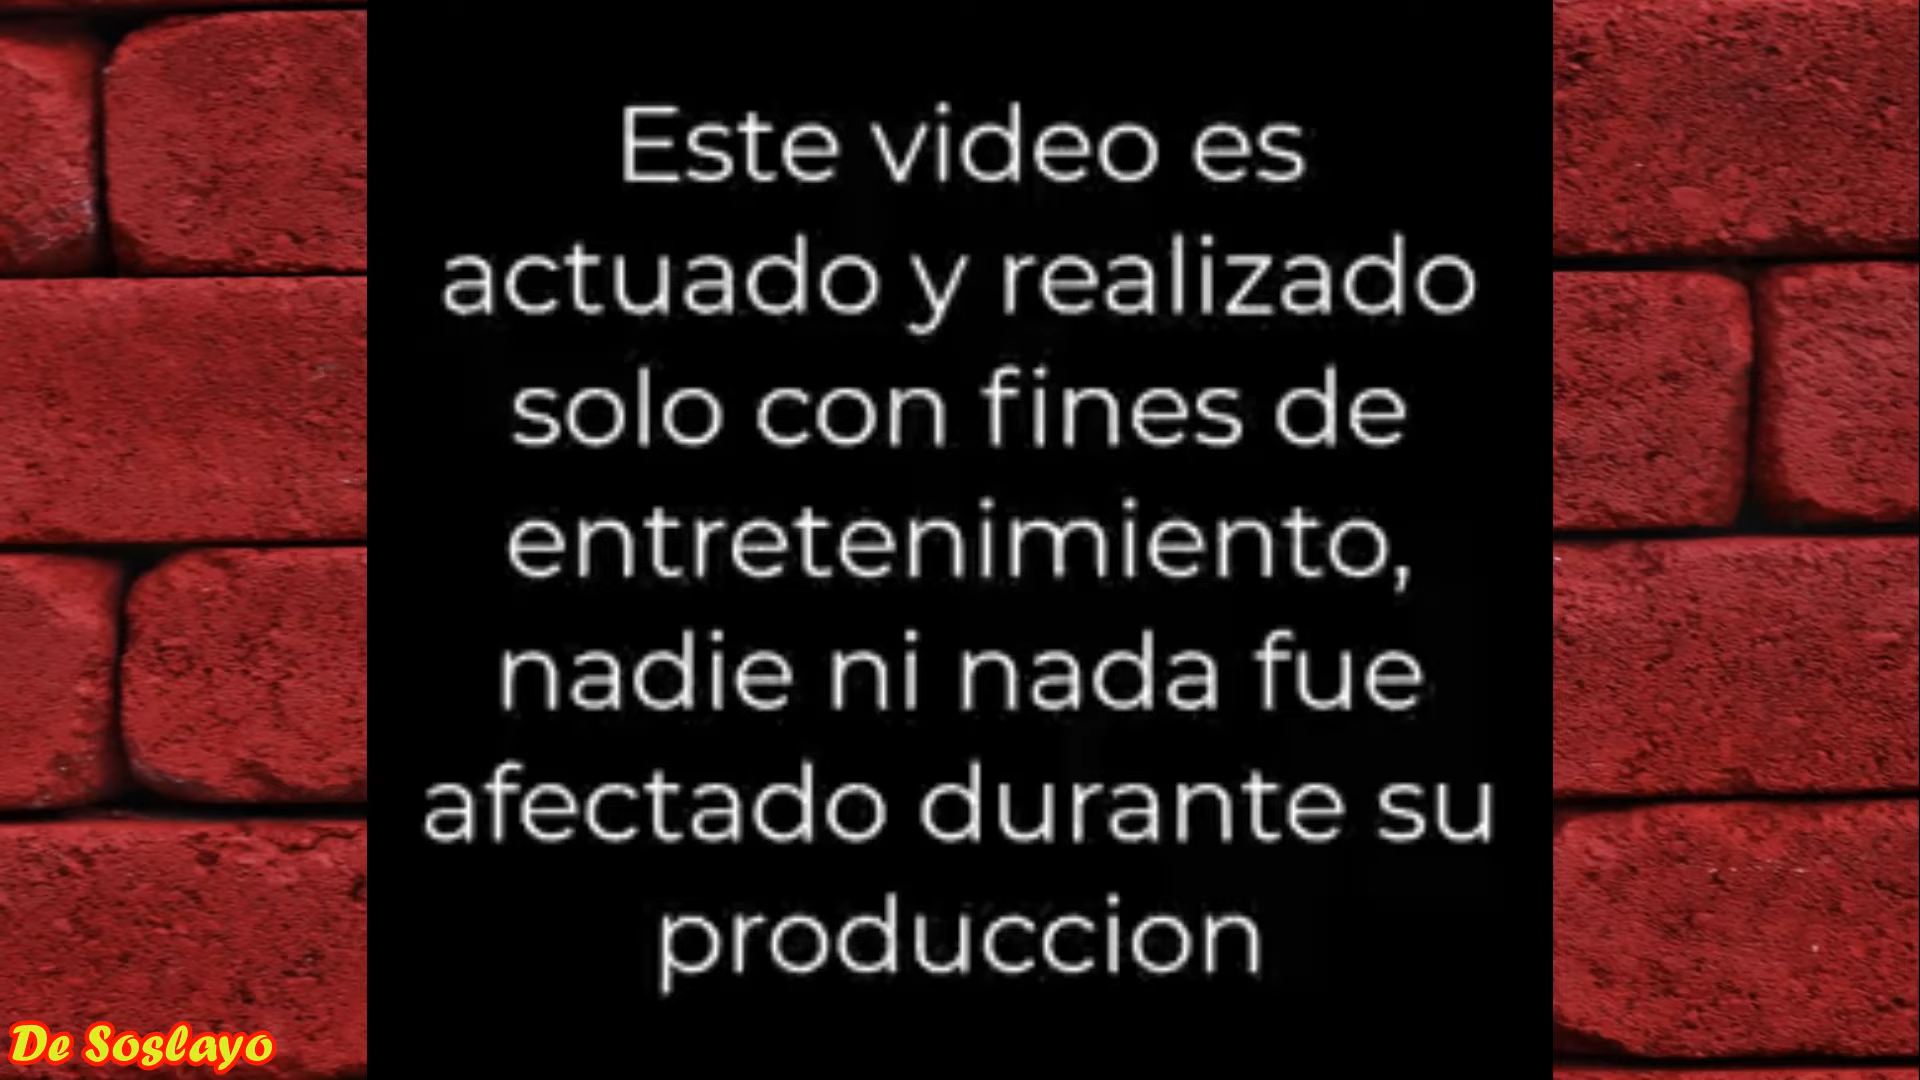 Este video es
actuado y realizado
solo con fines de
entretenimiento,
nadie ni nada fue
afectado durante su
produccion
De Soslayo